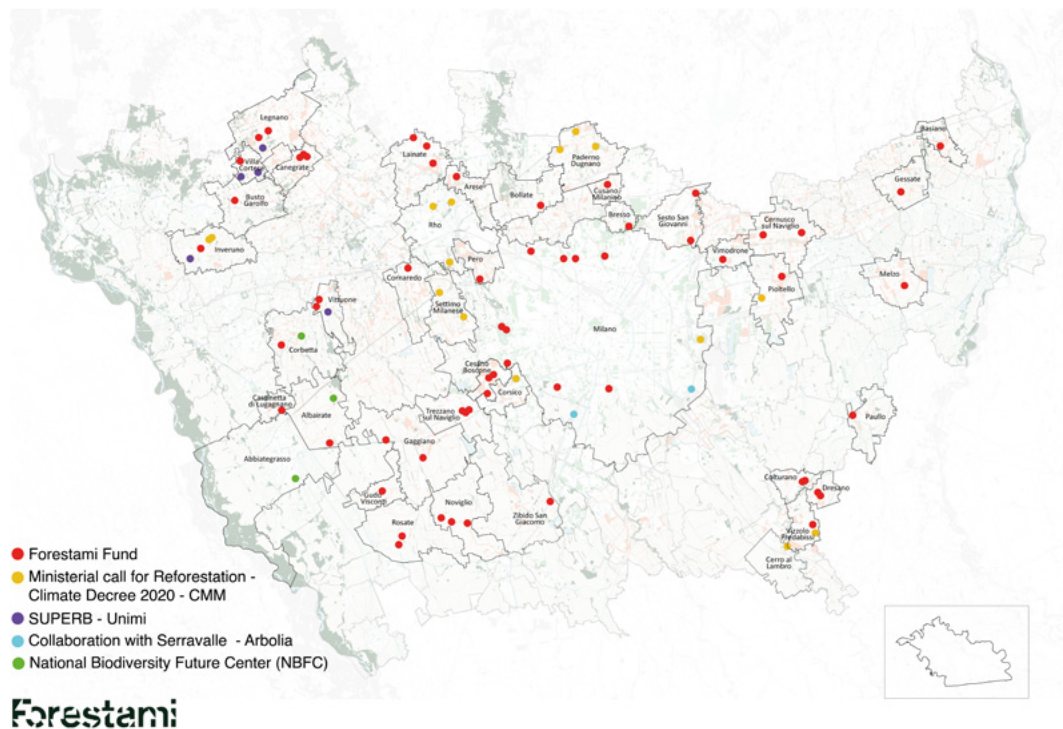 Legnano
Villa
Cortese
Canegrate
Busto
Garolfo
Inveruno
Lainate
Arese
Rho
Pero
Cornaredo
Settimo
Milanese
Bollate
Paderno
Dugnano
Cusano
Milanino
Bresso
Sesto San
Giovanni
Vimodrone
Cernusco
sul Naviglio
Pioltello
Basiano
Gessate
Melzo
Milano
Vittuone
Corbetta
Cassinetta
di Lugagnano
Albairate
Abbiategrasso
Cesano
Boscone
Corsico
Trezzano
sul Naviglio
Gaggiano
Gudo
Visconti
Rosate
Noviglio
Zibido San
Giacomo
Paullo
Colturano
Dresano
Vizzolo
Predabissi
Cerro al
Lambro
Forestami Fund
Ministerial call for Reforestation -
Climate Decree 2020 - CMM
SUPERB - Unimi
Collaboration with Serravalle - Arbolia
National Biodiversity Future Center (NBFC)
Forestami